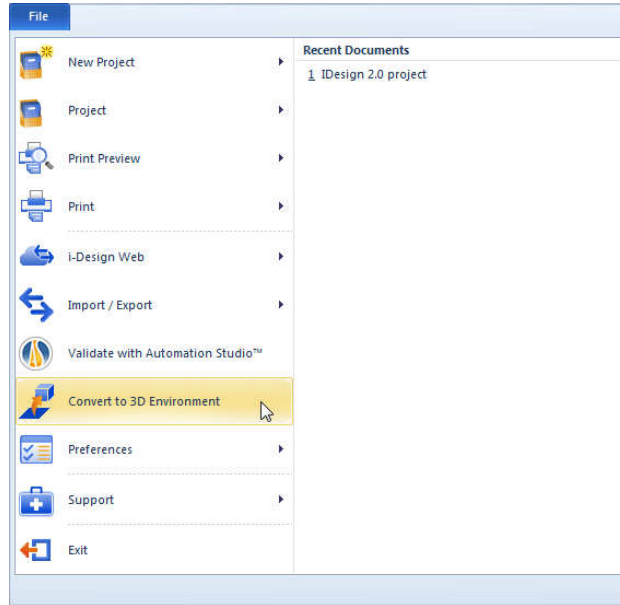 File
New Project
Project
Print Preview
Print
i-Design Web
Import / Export
Validate with Automation Studio™
Convert to 3D Environment
Preferences
Support
Exit
Recent Documents
1 IDesign 2.0 project